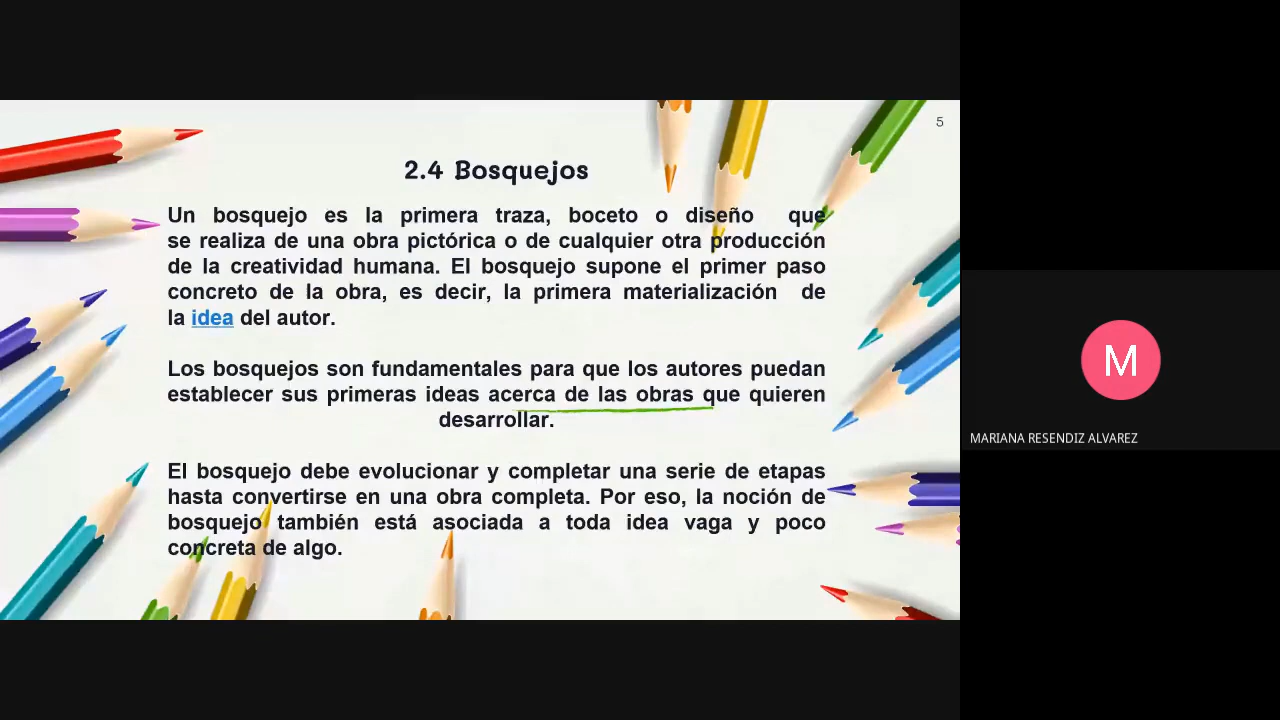 5
2.4 Bosquejos
Un bosquejo es la primera traza, boceto o diseño que
se realiza de una obra pictórica o de cualquier otra producción
de la creatividad humana. El bosquejo supone el primer paso
concreto de la obra, es decir, la primera materialización de
la idea del autor.
Los bosquejos son fundamentales para que los autores puedan
establecer sus primeras ideas acerca de las obras que quieren
desarrollar.
El bosquejo debe evolucionar y completar una serie de etapas
hasta convertirse en una obra completa. Por eso, la noción de
bosquejo también está asociada a toda idea vaga y poco
concreta de algo.
M
MARIANA RESENDIZ ALVAREZ